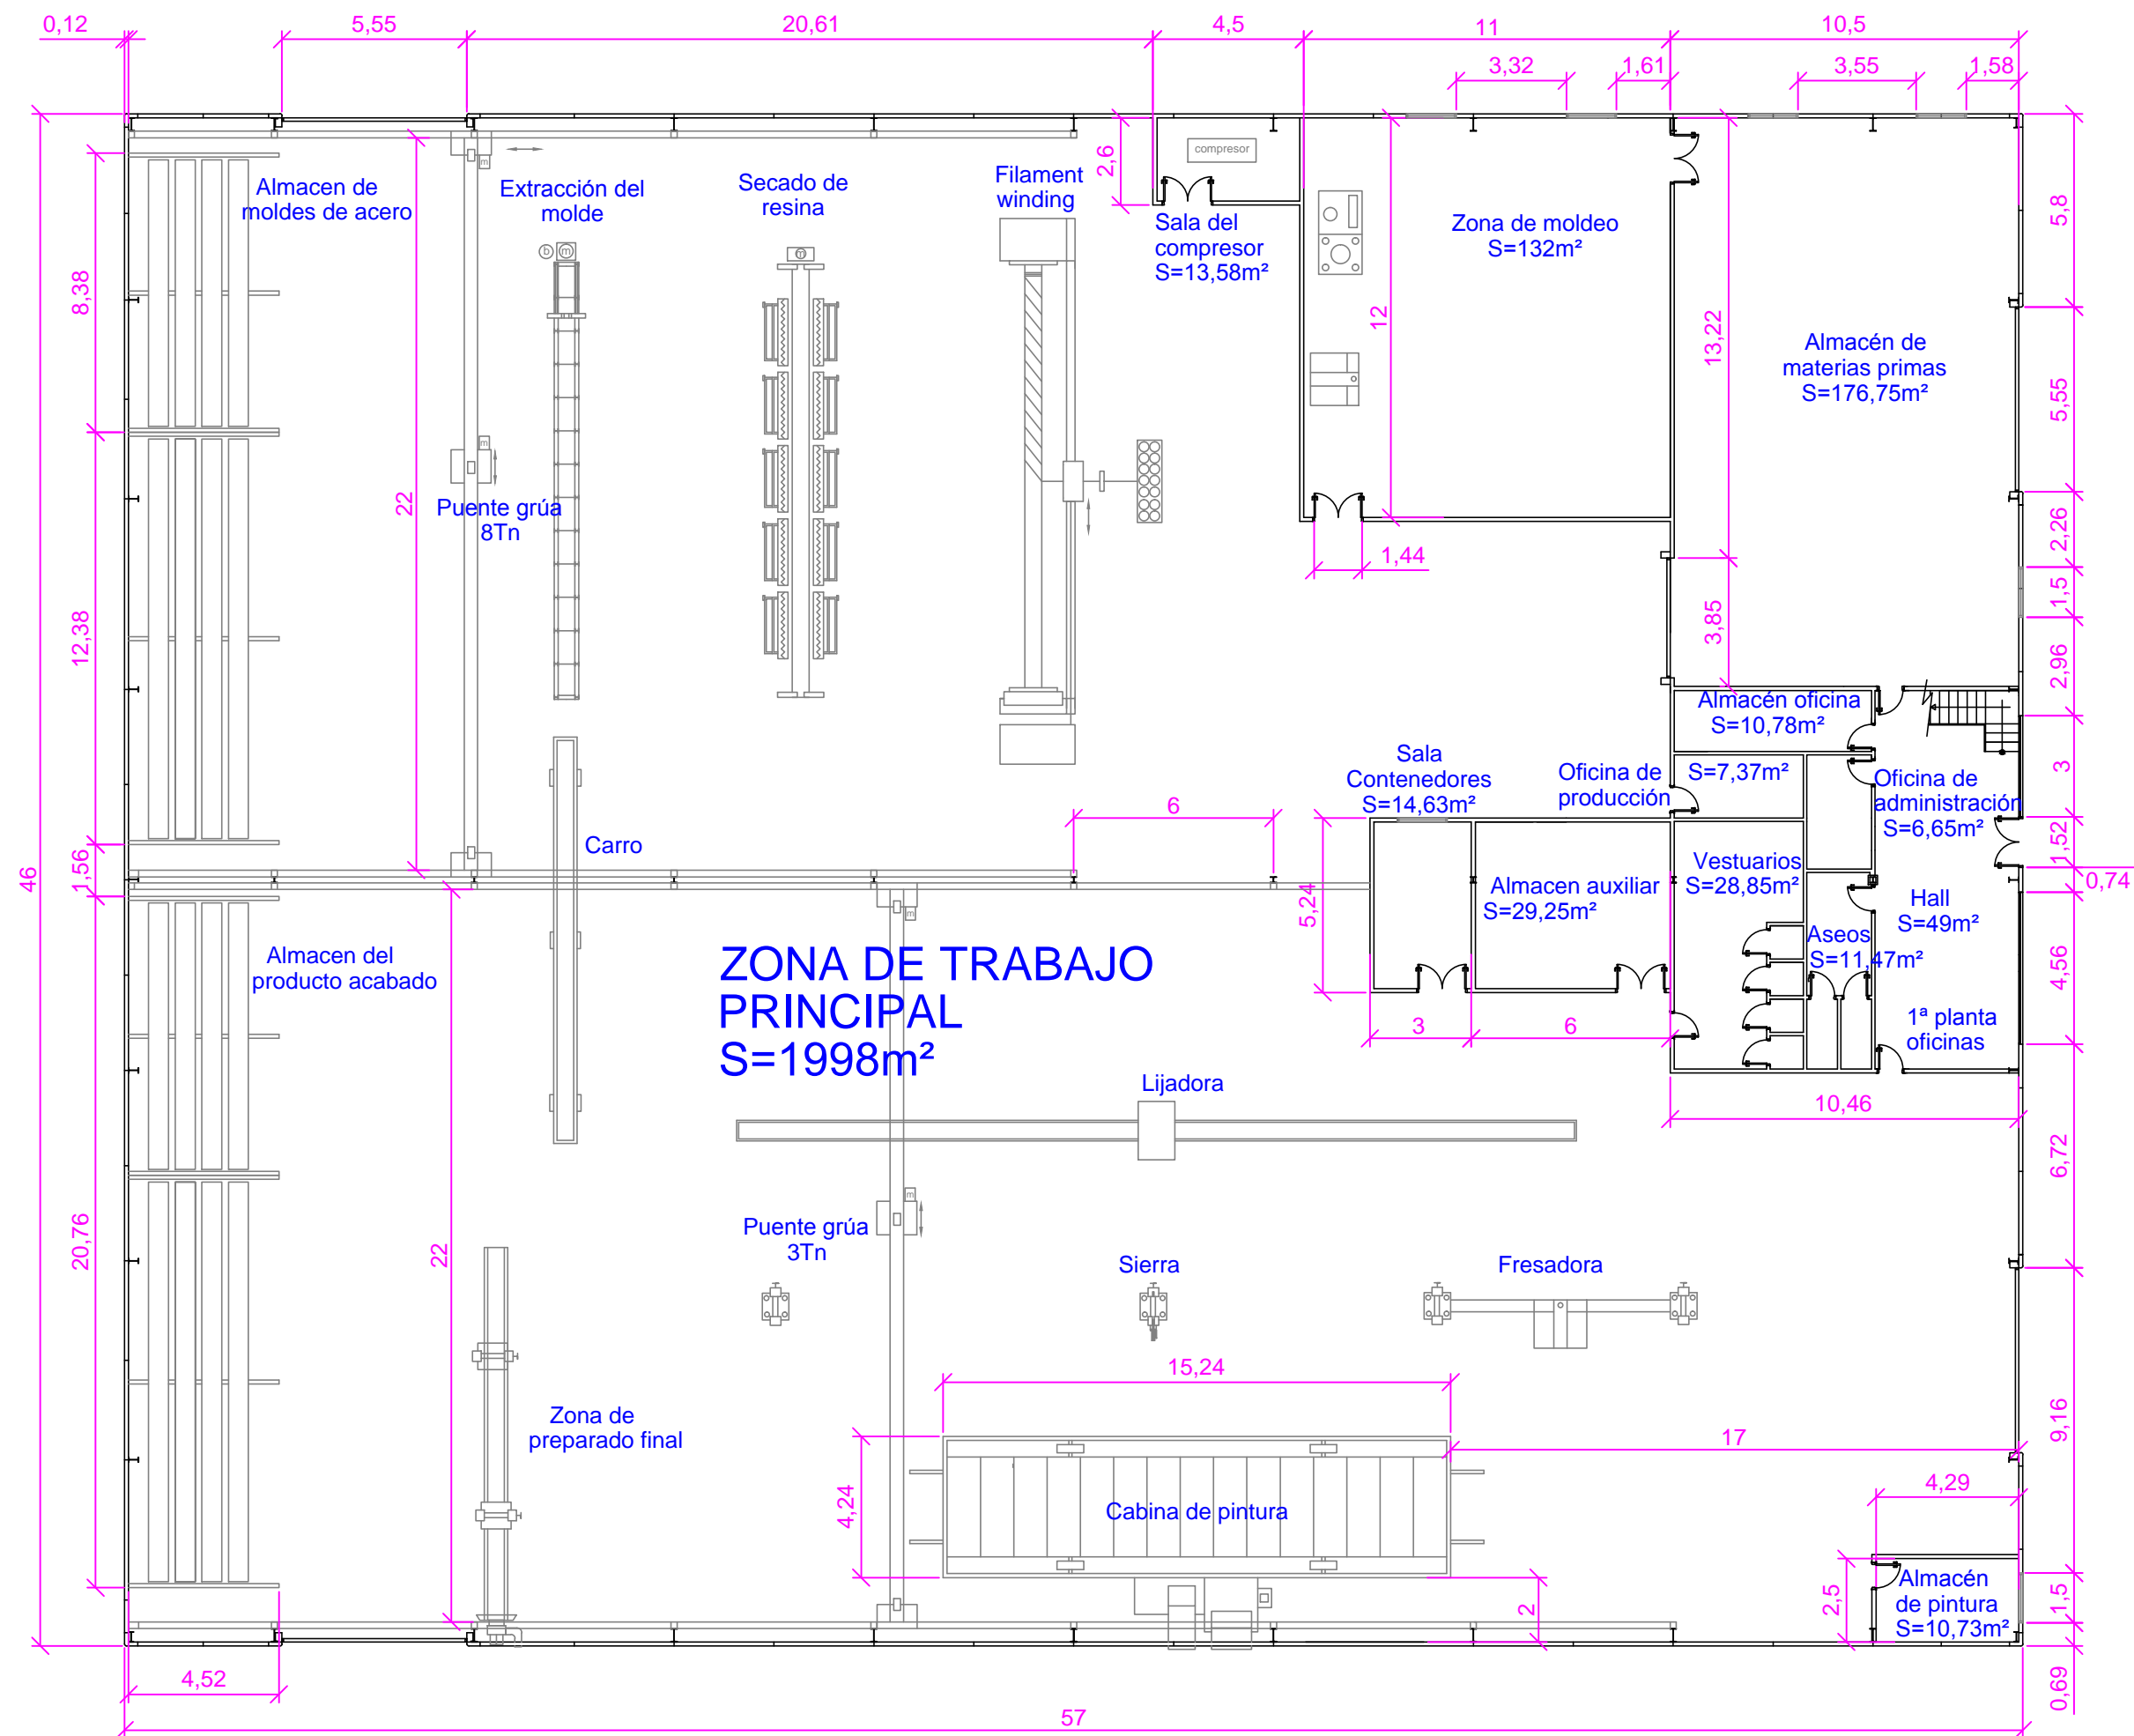 0,12
5,55
20,61
4,5
11
10,5
3,32
1,61
3,55
1,58
46
8,38
12,38
1,56
20,76
22
22
2,6
compresor
Almacen de
moldes de acero
Extracción del
molde
Secado de
resina
Filament
winding
Sala del
compresor
S=13,58m²
Zona de moldeo
S=132m²
12
13,22
3,85
Almacén de
materias primas
S=176,75m²
5,8
5,55
2,26
1,5
2,96
3
1,52
0,74
4,56
6,72
9,16
1,5
0,69
m
b
m
m
m
Puente grúa
8Tn
1,44
Almacén oficina
S=10,78m²
Sala
Contenedores
S=14,63m²
Oficina de
producción
S=7,37m²
Oficina de
administración
S=6,65m²
6
Carro
5,24
Almacen auxiliar
S=29,25m²
Vestuarios
S=28,85m²
Hall
S=49m²
Aseos
S=11,47m²
1ª planta
oficinas
3
6
10,46
m
Almacen del
producto acabado
ZONA DE TRABAJO
PRINCIPAL
S=1998m²
Lijadora
m
Puente grúa
3Tn
Sierra
Fresadora
15,24
4,24
17
4,29
Zona de
preparado final
Cabina de pintura
2
2,5
Almacén
de pintura
S=10,73m²
4,52
57